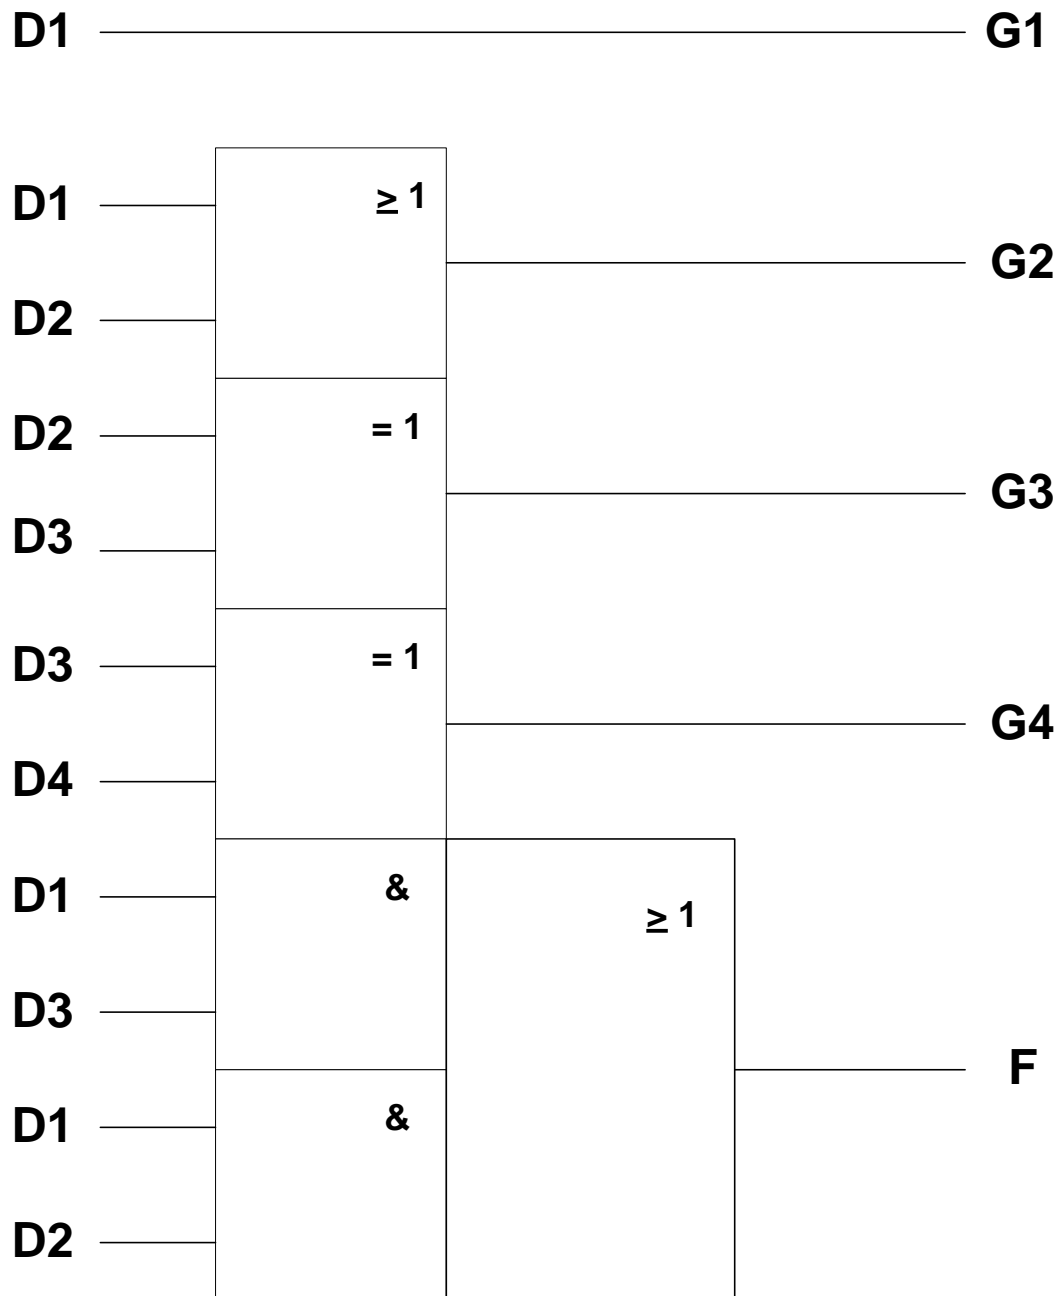 D1 G1
D1 ≥ 1
G2
D2
D2 = 1
G3
D3
D3 = 1
G4
D4
D1 & ≥ 1
D3
F
D1 &
D2